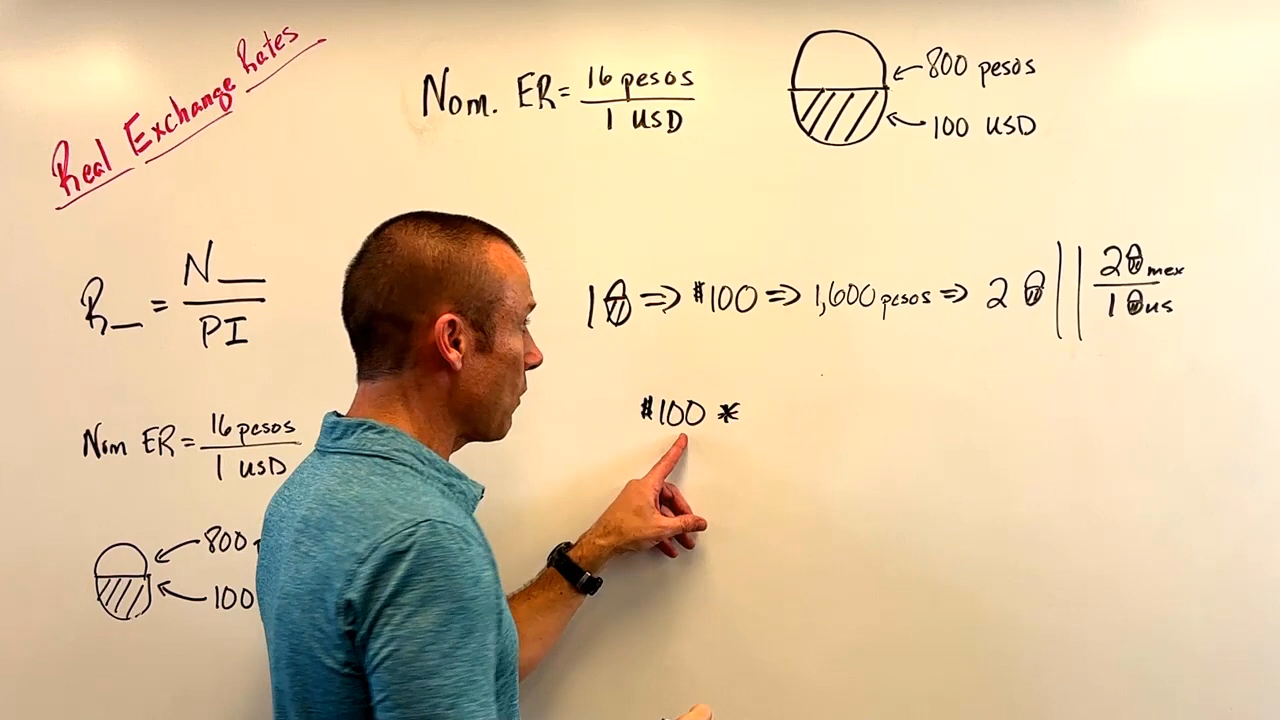 Real Exchange Rates
Nom. ER = 16 pesos / 1 USD
800 pesos
100 USD
R_ = N_ / PI
1 ⇒ $100 ⇒ 1,600 pesos ⇒ 2 || 2 mex / 1 us
$100 *
Nom ER = 16 pesos / 1 USD
800
100